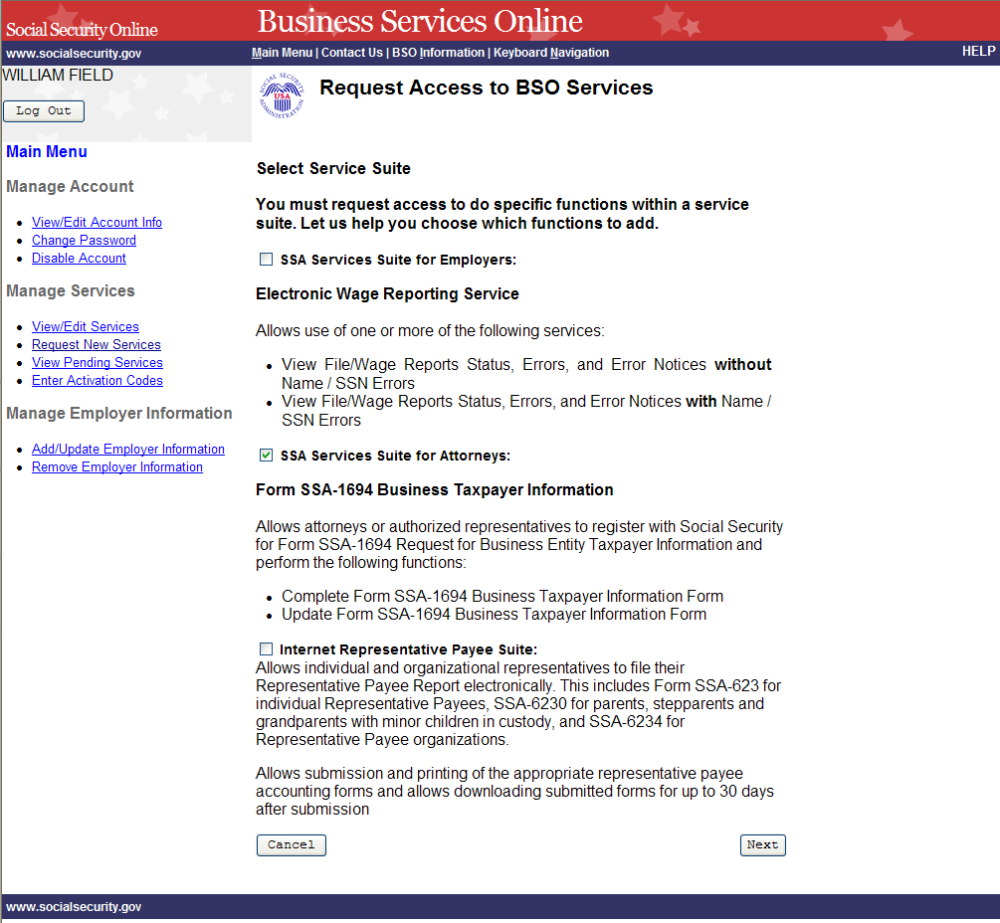 Social Security Online
Business Services Online
www.socialsecurity.gov
Main Menu | Contact Us | BSO Information | Keyboard Navigation
HELP
WILLIAM FIELD
Log Out
SOCIAL SECURITY
USA
ADMINISTRATION
Request Access to BSO Services
Main Menu
Manage Account
• View/Edit Account Info
• Change Password
• Disable Account
Manage Services
• View/Edit Services
• Request New Services
• View Pending Services
• Enter Activation Codes
Manage Employer Information
• Add/Update Employer Information
• Remove Employer Information
Select Service Suite
You must request access to do specific functions within a service
suite. Let us help you choose which functions to add.
SSA Services Suite for Employers:
Electronic Wage Reporting Service
Allows use of one or more of the following services:
• View File/Wage Reports Status, Errors, and Error Notices without
Name / SSN Errors
• View File/Wage Reports Status, Errors, and Error Notices with Name /
SSN Errors
SSA Services Suite for Attorneys:
Form SSA-1694 Business Taxpayer Information
Allows attorneys or authorized representatives to register with Social Security
for Form SSA-1694 Request for Business Entity Taxpayer Information and
perform the following functions:
• Complete Form SSA-1694 Business Taxpayer Information Form
• Update Form SSA-1694 Business Taxpayer Information Form
Internet Representative Payee Suite:
Allows individual and organizational representatives to file their
Representative Payee Report electronically. This includes Form SSA-623 for
individual Representative Payees, SSA-6230 for parents, stepparents and
grandparents with minor children in custody, and SSA-6234 for
Representative Payee organizations.
Allows submission and printing of the appropriate representative payee
accounting forms and allows downloading submitted forms for up to 30 days
after submission
Cancel
Next
www.socialsecurity.gov